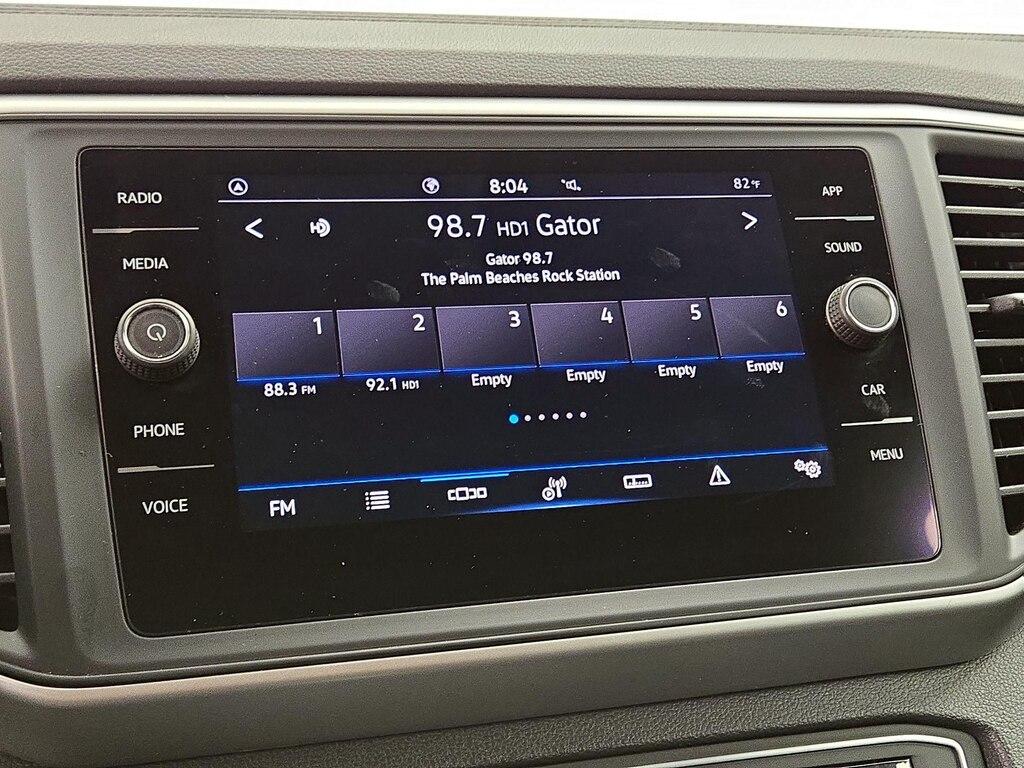 RADIO
MEDIA
PHONE
VOICE
8:04
82°F
98.7 HD1 Gator
Gator 98.7
The Palm Beaches Rock Station
1 2 3 4 5 6
88.3 FM 92.1 HD1 Empty Empty Empty Empty
FM
APP
SOUND
CAR
MENU